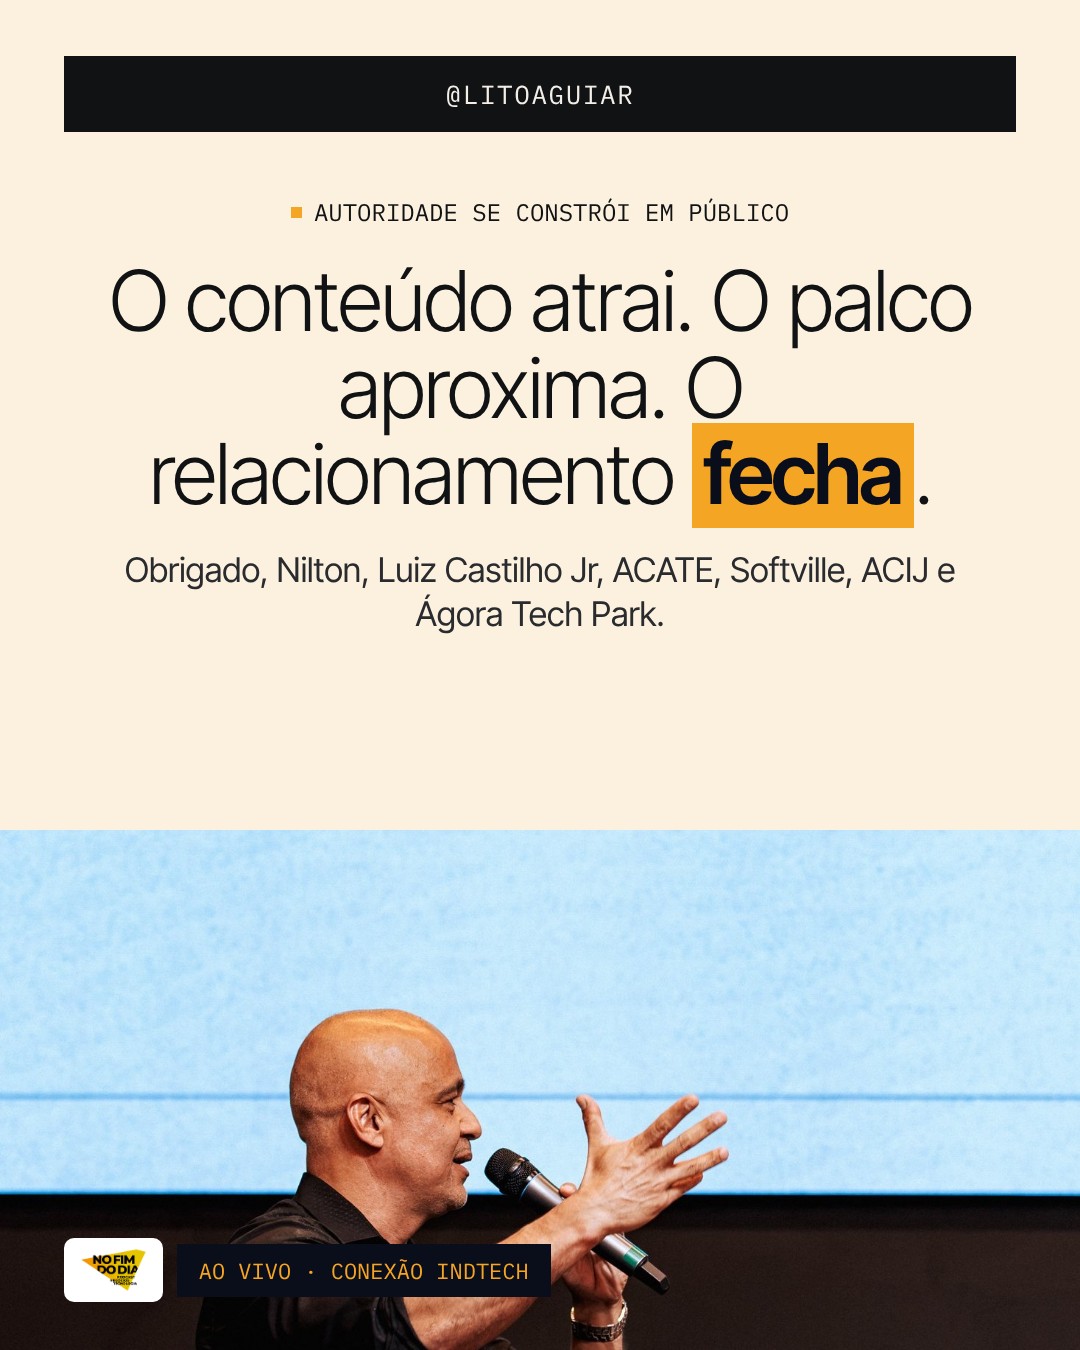 @LITOAGUIAR
AUTORIDADE SE CONSTRÓI EM PÚBLICO
O conteúdo atrai. O palco
aproxima. O
relacionamento fecha.
Obrigado, Nilton, Luiz Castilho Jr, ACATE, Softville, ACIJ e
Ágora Tech Park.
NO FIM
DO DIA
AO VIVO · CONEXÃO INDTECH